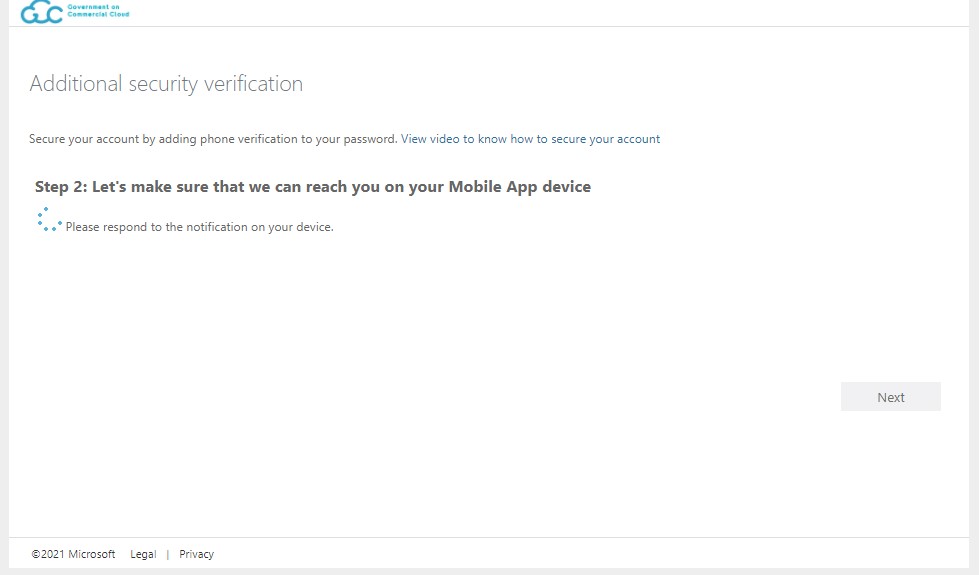 Government on
Commercial Cloud
Additional security verification
Secure your account by adding phone verification to your password. View video to know how to secure your account
Step 2: Let's make sure that we can reach you on your Mobile App device
Please respond to the notification on your device.
Next
©2021 Microsoft Legal | Privacy